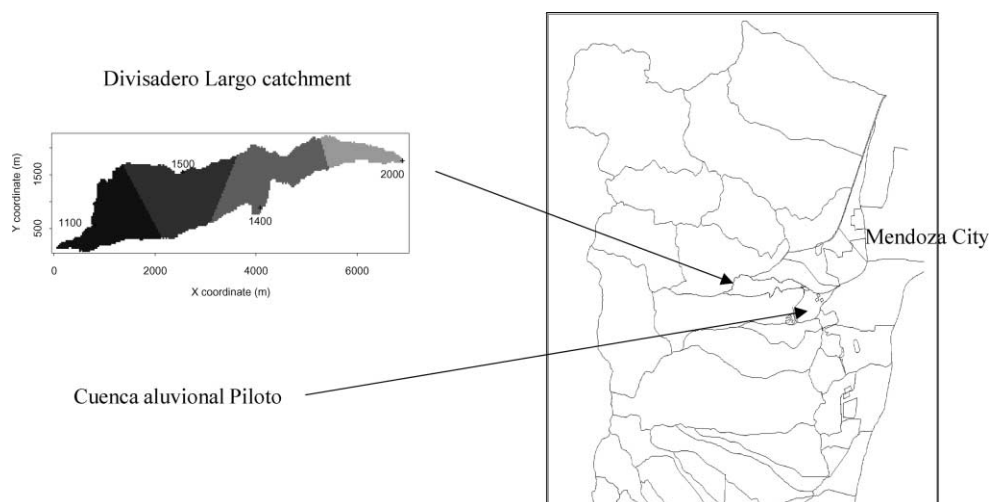 Divisadero Largo catchment
Y coordinate (m)
1500
500
1500
2000
1100
1400
0
2000
4000
6000
X coordinate (m)
Mendoza City
Cuenca aluvional Piloto